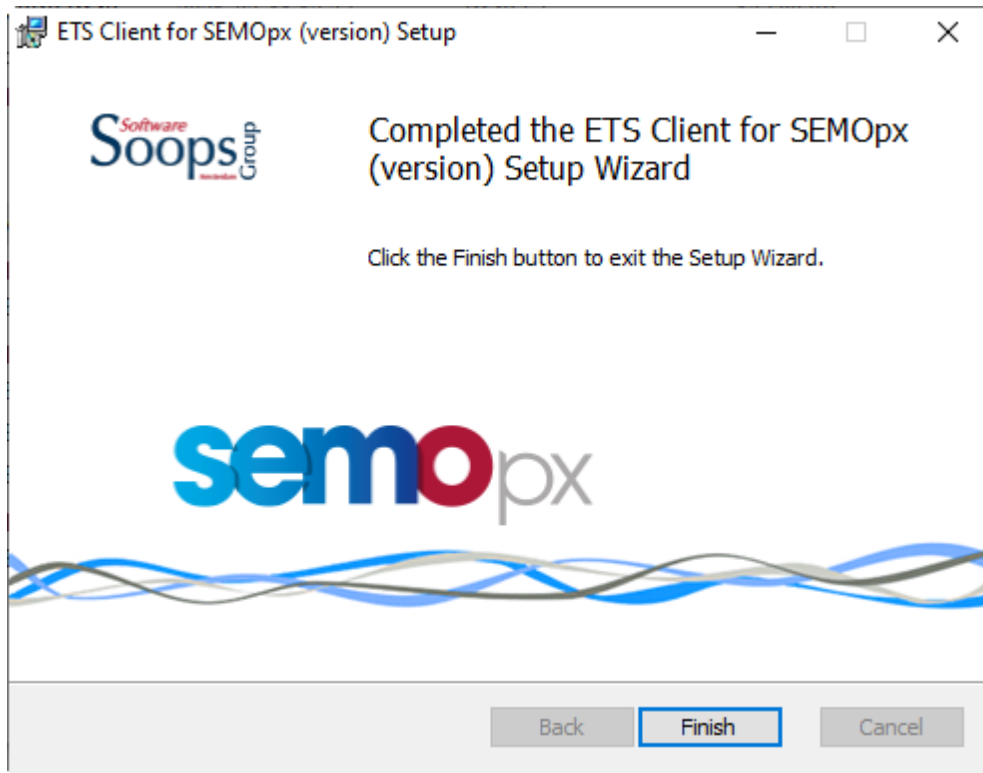 ETS Client for SEMOpx (version) Setup
Software
Soops
Group
Amsterdam
Completed the ETS Client for SEMOpx
(version) Setup Wizard
Click the Finish button to exit the Setup Wizard.
semopx
Back
Finish
Cancel